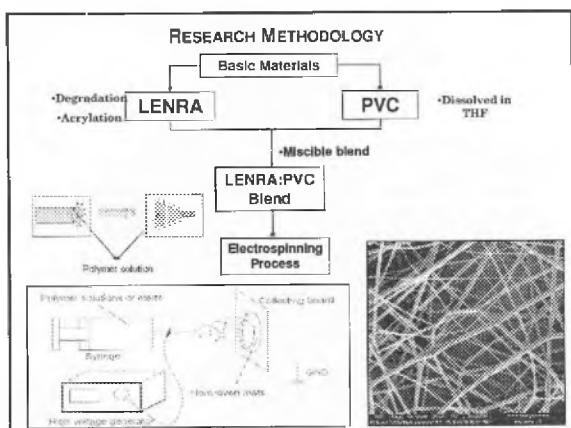 RESEARCH METHODOLOGY
Basic Materials
•Degradation
•Acrylation
LENRA
PVC
•Dissolved in
THF
•Miscible blend
LENRA:PVC
Blend
Electrospinning
Process
Polymer solution
Polymer solutions or melts
Collecting board
Syringe
GND
Non-woven mats
High voltage generator